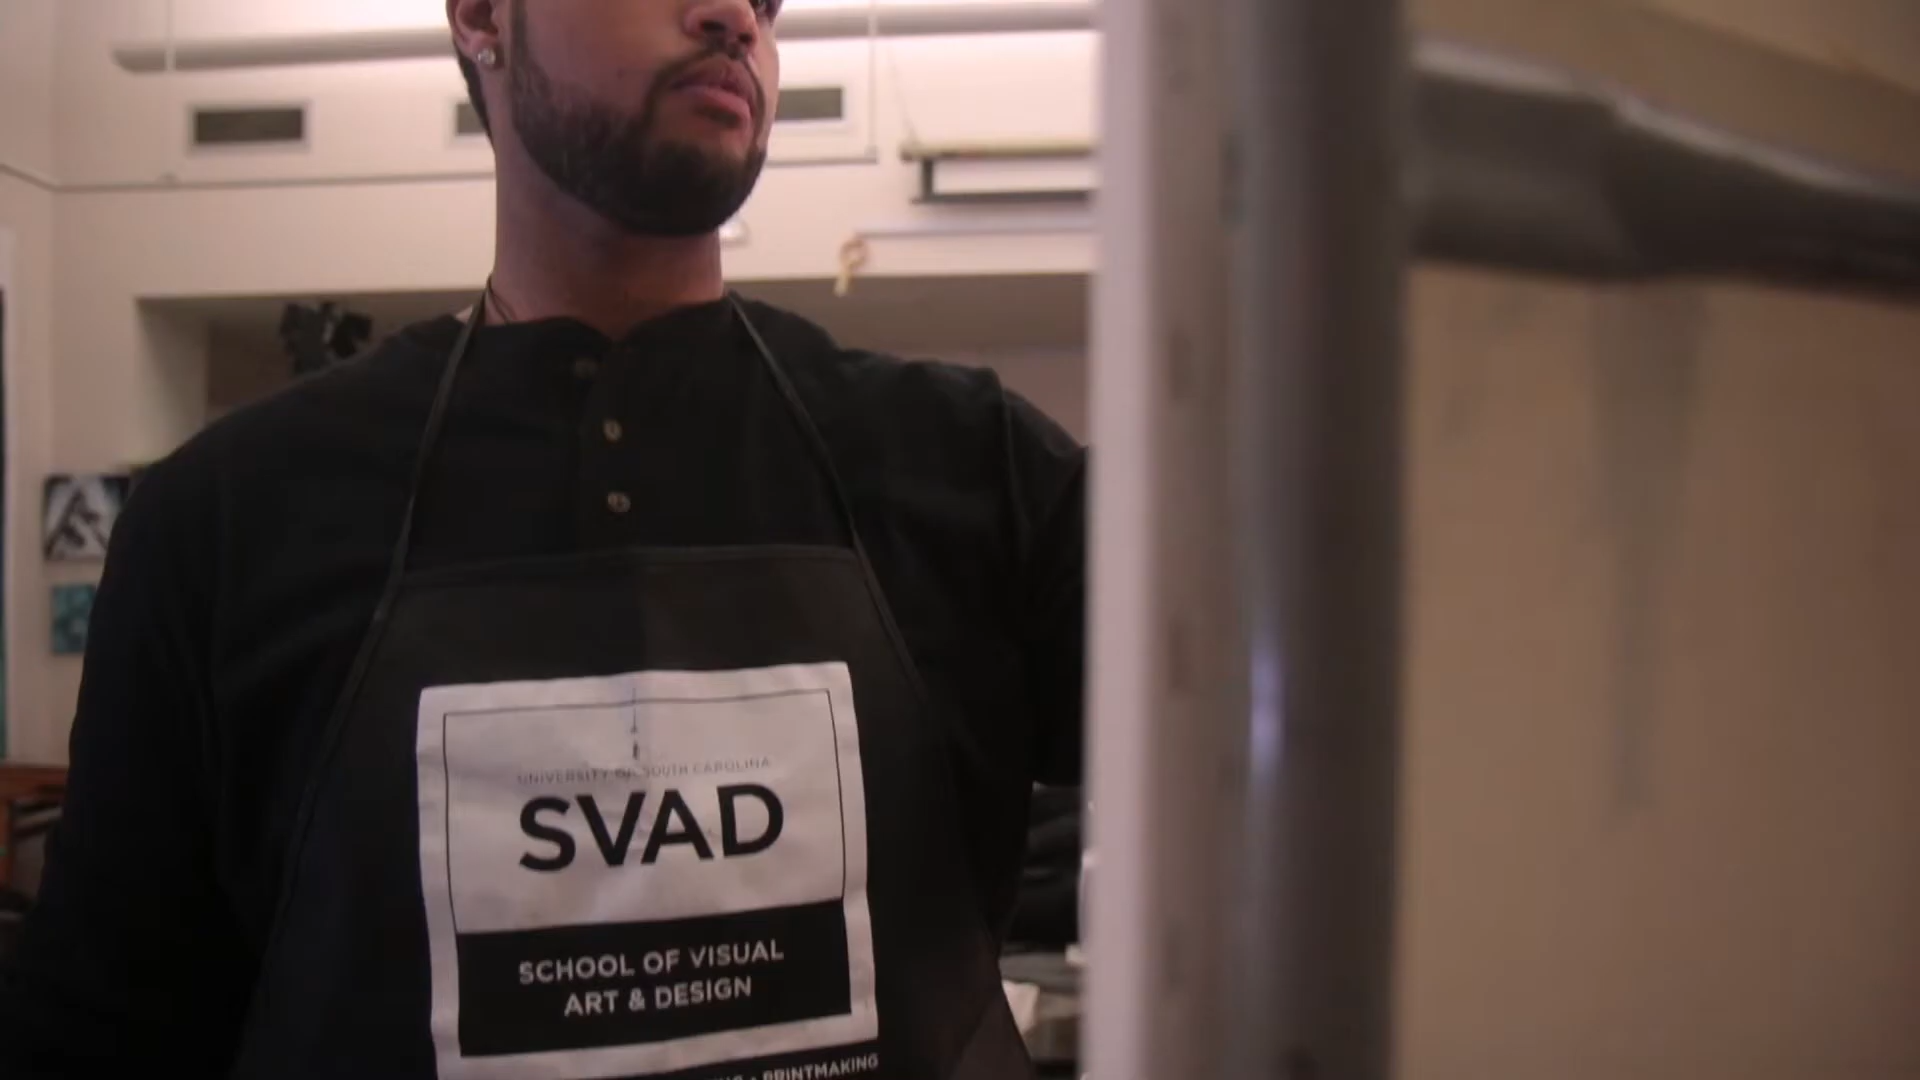 UNIVERSITY OF SOUTH CAROLINA
SVAD
SCHOOL OF VISUAL
ART & DESIGN
• PRINTMAKING